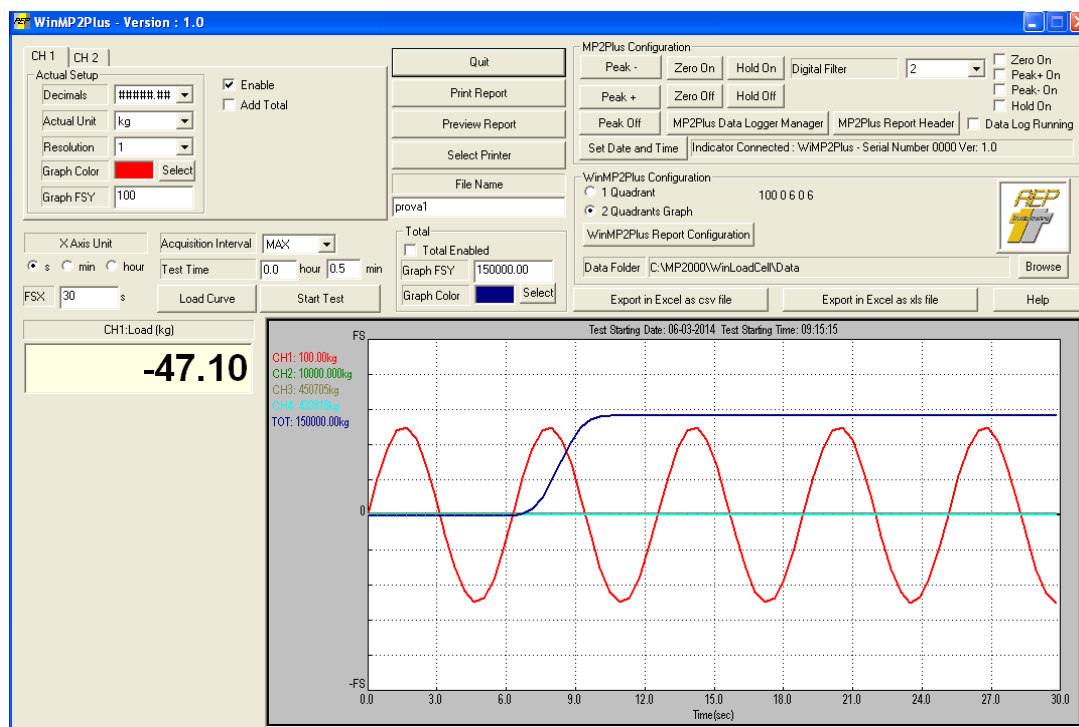 WinMP2Plus - Version : 1.0
CH 1 CH 2
Actual Setup
Decimals #####.##
Actual Unit kg
Resolution 1
Graph Color Select
Graph FSY 100
Enable
Add Total
Quit
Print Report
Preview Report
Select Printer
File Name
prova1
MP2Plus Configuration
Peak - Zero On Hold On Digital Filter 2
Peak + Zero Off Hold Off
Peak Off MP2Plus Data Logger Manager MP2Plus Report Header
Zero On
Peak+ On
Peak- On
Hold On
Data Log Running
Set Date and Time Indicator Connected : WiMP2Plus - Serial Number 0000 Ver: 1.0
WinMP2Plus Configuration
1 Quadrant 100 0 6 0 6
2 Quadrants Graph
WinMP2Plus Report Configuration
AEP
Data Folder C:\MP2000\WinLoadCell\Data Browse
X Axis Unit Acquisition Interval MAX
s min hour Test Time 0.0 hour 0.5 min
FSX 30 s Load Curve Start Test
Total
Total Enabled
Graph FSY 150000.00
Graph Color Select
Export in Excel as csv file Export in Excel as xls file Help
CH1:Load (kg)
-47.10
Test Starting Date: 06-03-2014 Test Starting Time: 09:15:15
FS
CH1: 100.00kg
CH2: 10000.000kg
CH3: 450705kg
TOT: 150000.00kg
0
-FS
0.0 3.0 6.0 9.0 12.0 15.0 18.0 21.0 24.0 27.0 30.0
Time(sec)